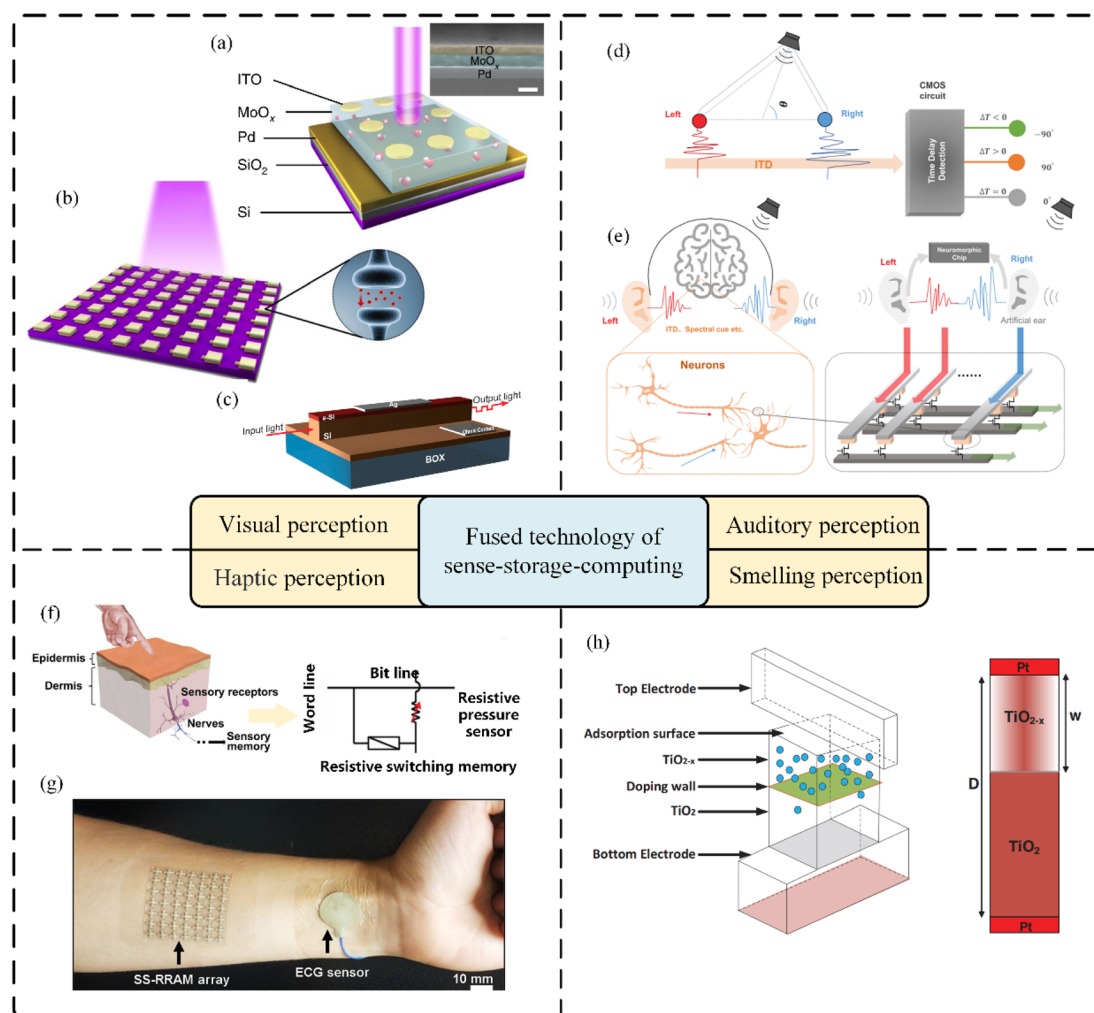 (a)
ITO
MoOₓ
Pd
ITO
MoOₓ
Pd
SiO₂
Si
(b)
(c)
Ag
a-Si
Input light
Output light
Si
Ohmic Contact
BOX
(d)
θ
Left
Right
ITD
CMOS
circuit
Time Delay
Detection
ΔT < 0
−90°
ΔT > 0
90°
ΔT = 0
0°
(e)
Left
Right
ITD、Spectral cue etc.
Neurons
Neuromorphic
Chip
Left
Right
Artificial ear
......
Visual perception
Haptic perception
Fused technology of
sense-storage-computing
Auditory perception
Smelling perception
(f)
Epidermis
Dermis
Sensory receptors
Nerves
Sensory
memory
Word line
Bit line
Resistive
pressure
sensor
Resistive switching memory
(g)
SS-RRAM array
ECG sensor
10 mm
(h)
Top Electrode
Adsorption surface
TiO₂₋ₓ
Doping wall
TiO₂
Bottom Electrode
Pt
TiO₂₋ₓ
W
D
TiO₂
Pt